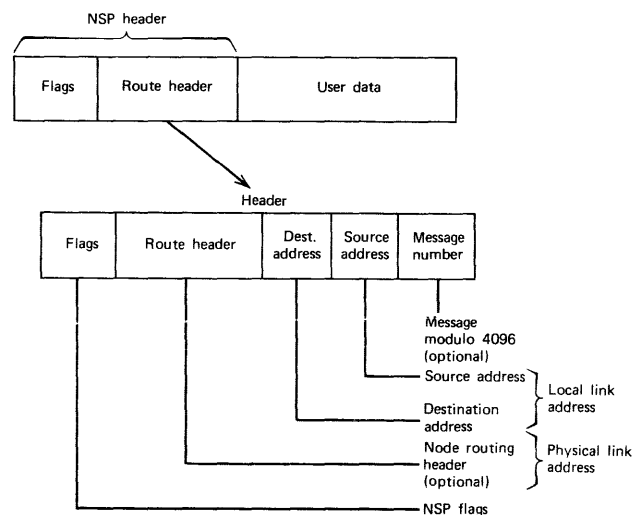 NSP header
Flags
Route header
User data
Header
Flags
Route header
Dest.
address
Source
address
Message
number
Message
modulo 4096
(optional)
Source address
Local link
address
Destination
address
Node routing
header
(optional)
Physical link
address
NSP flags